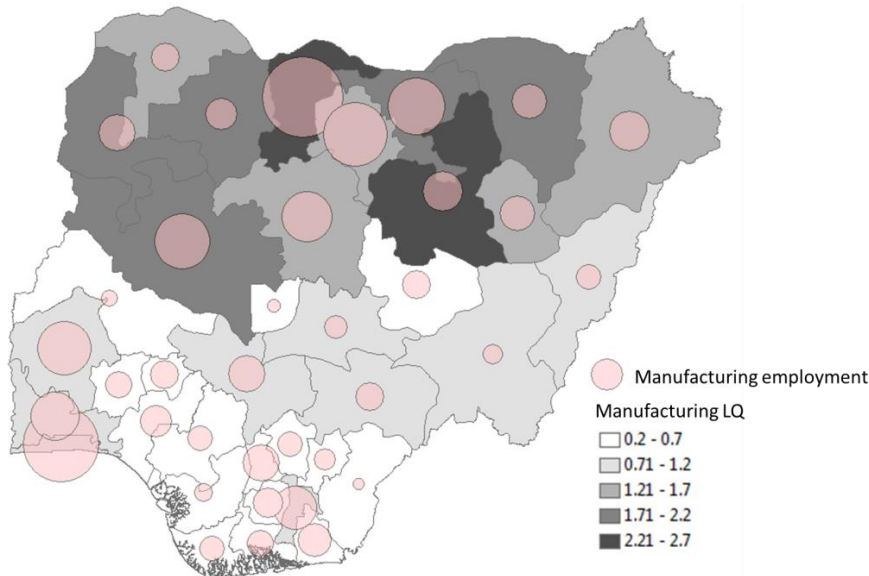 Manufacturing employment
Manufacturing LQ
0.2 - 0.7
0.71 - 1.2
1.21 - 1.7
1.71 - 2.2
2.21 - 2.7